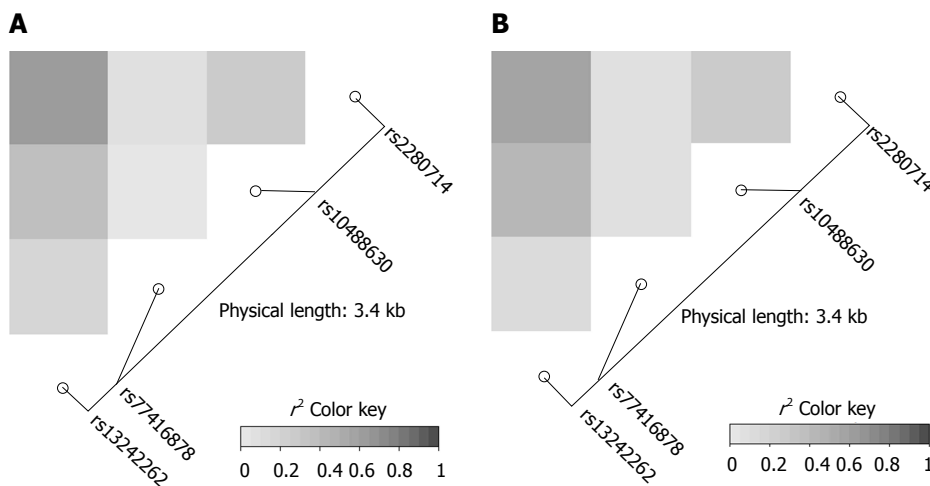 A
rs2280714
rs10488630
Physical length: 3.4 kb
rs77416878
rs13242262
r² Color key
0 0.2 0.4 0.6 0.8 1
B
rs2280714
rs10488630
Physical length: 3.4 kb
rs77416878
rs13242262
r² Color key
0 0.2 0.4 0.6 0.8 1